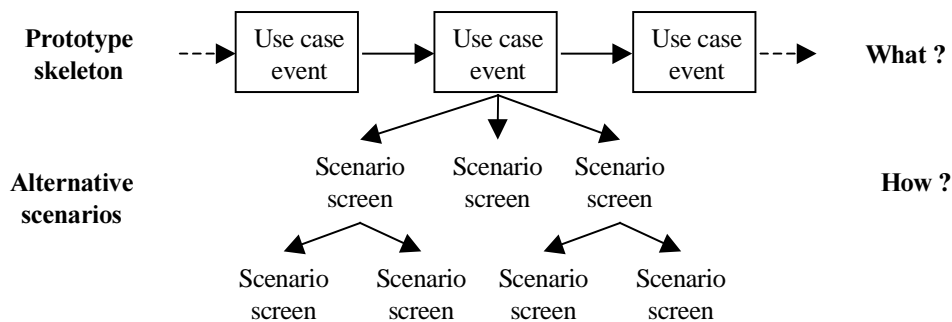 Prototype
skeleton
Use case
event
Use case
event
Use case
event
What ?
Alternative
scenarios
Scenario
screen
Scenario
screen
Scenario
screen
How ?
Scenario
screen
Scenario
screen
Scenario
screen
Scenario
screen